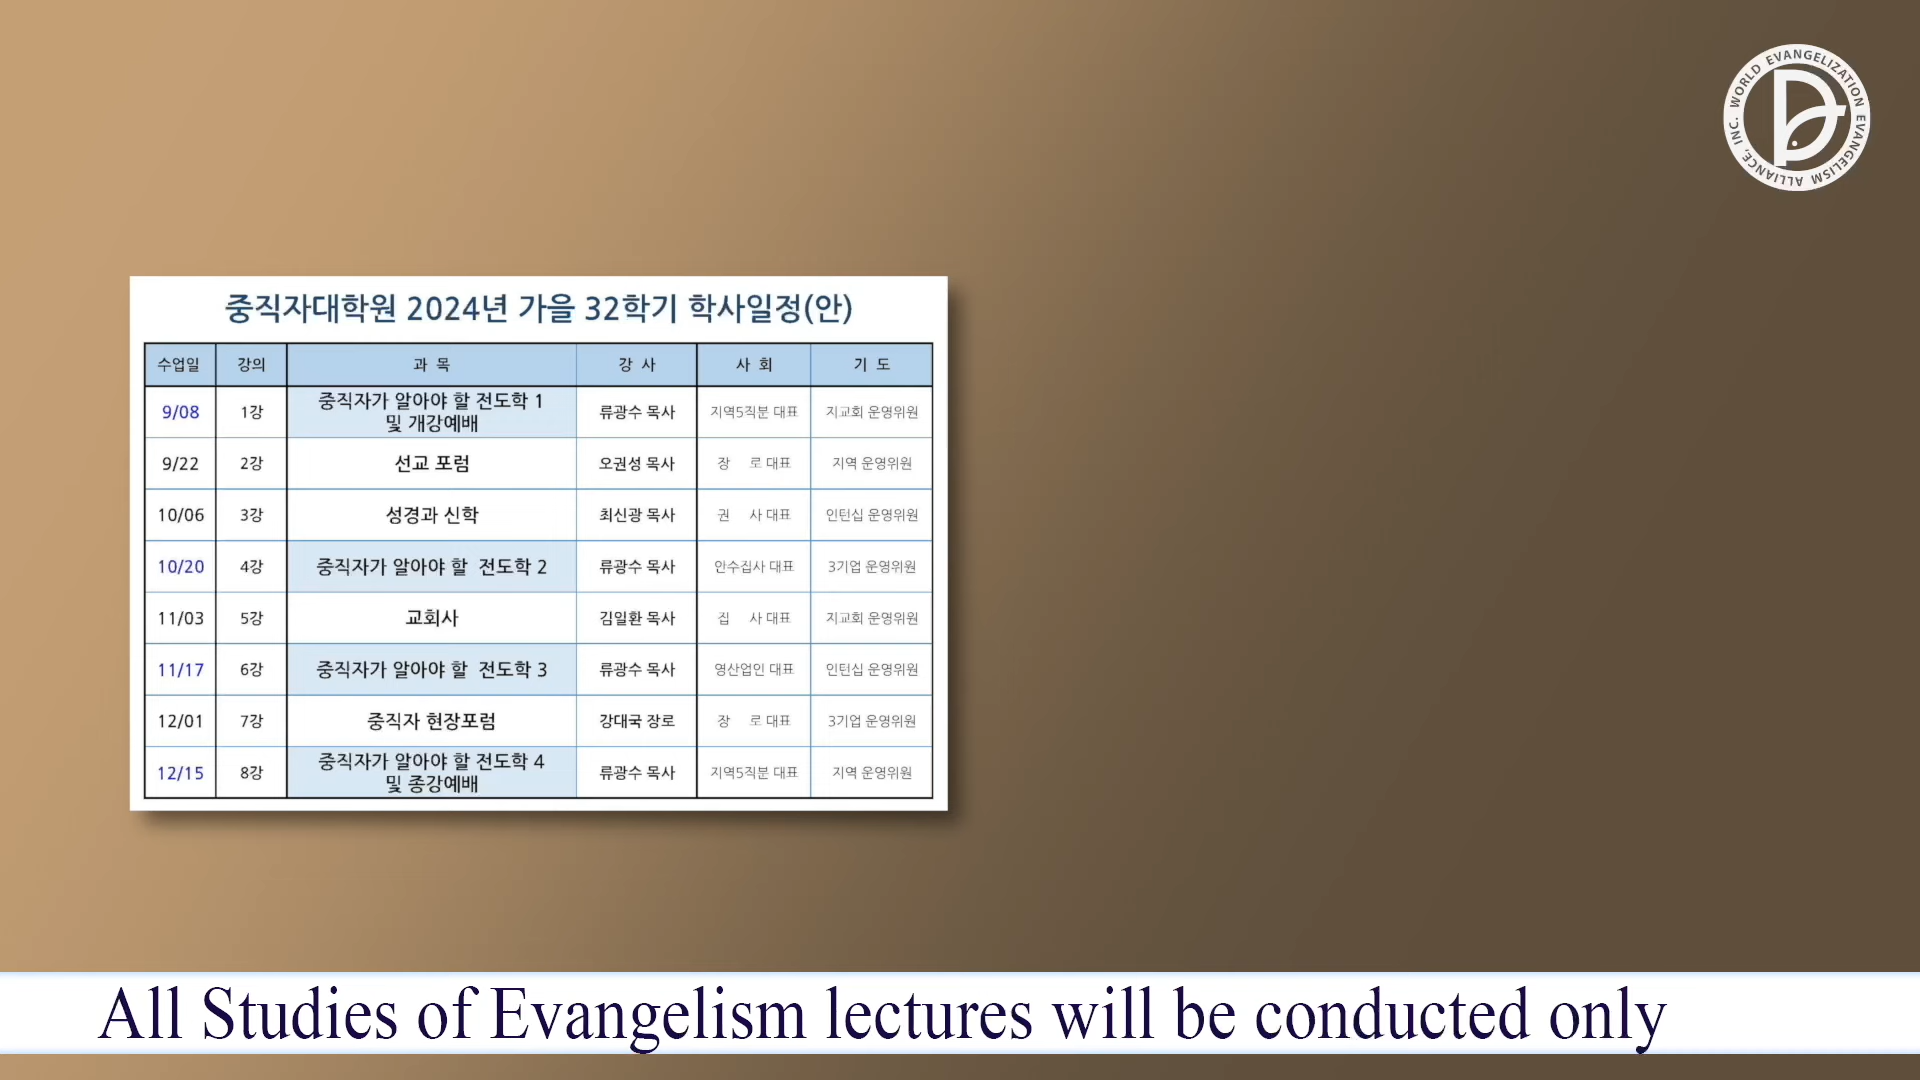 WORLD EVANGELIZATION EVANGELISM ALLIANCE, INC.
중직자대학원 2024년 가을 32학기 학사일정(안)
수업일 강의 과 목 강 사 사 회 기 도
9/08 1강 중직자가 알아야 할 전도학 1 류광수 목사 지역5직분 대표 지교회 운영위원
및 개강예배
9/22 2강 선교 포럼 오권성 목사 장 로 대표 지역 운영위원
10/06 3강 성경과 신학 최신광 목사 권 사 대표 인턴십 운영위원
10/20 4강 중직자가 알아야 할 전도학 2 류광수 목사 안수집사 대표 3기업 운영위원
11/03 5강 교회사 김일환 목사 집 사 대표 지교회 운영위원
11/17 6강 중직자가 알아야 할 전도학 3 류광수 목사 영산업인 대표 인턴십 운영위원
12/01 7강 중직자 현장포럼 강대국 장로 장 로 대표 3기업 운영위원
12/15 8강 중직자가 알아야 할 전도학 4 류광수 목사 지역5직분 대표 지역 운영위원
및 종강예배
All Studies of Evangelism lectures will be conducted only